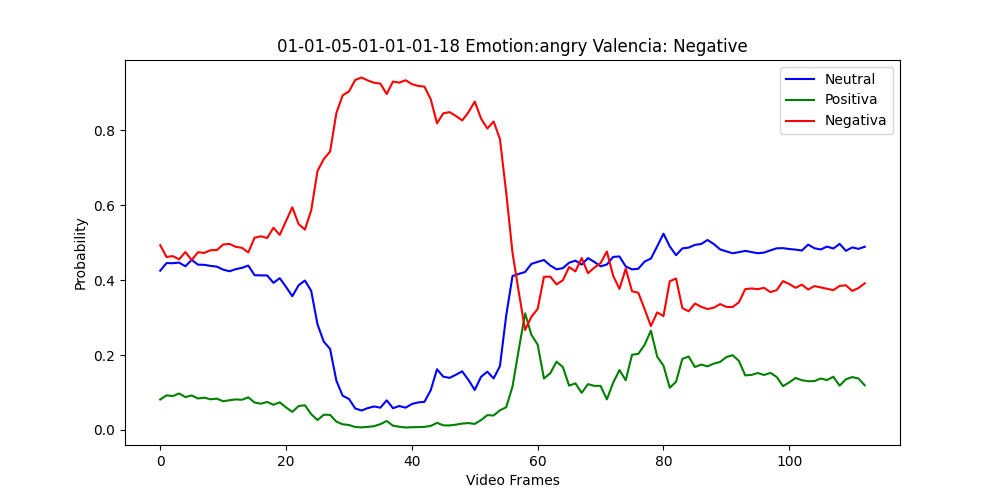 01-01-05-01-01-01-18 Emotion:angry Valencia: Negative
Neutral
Positiva
Negativa
Probability
0.8
0.6
0.4
0.2
0.0
0 20 40 60 80 100
Video Frames